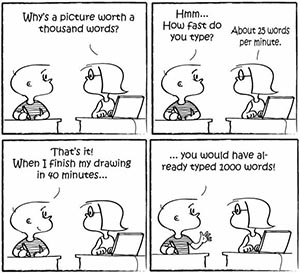 Why's a picture worth a
thousand words?
Hmm...
How fast do
you type?
About 25 words
per minute.
That's it!
When I finish my drawing
in 40 minutes...
... you would have al-
ready typed 1000 words!